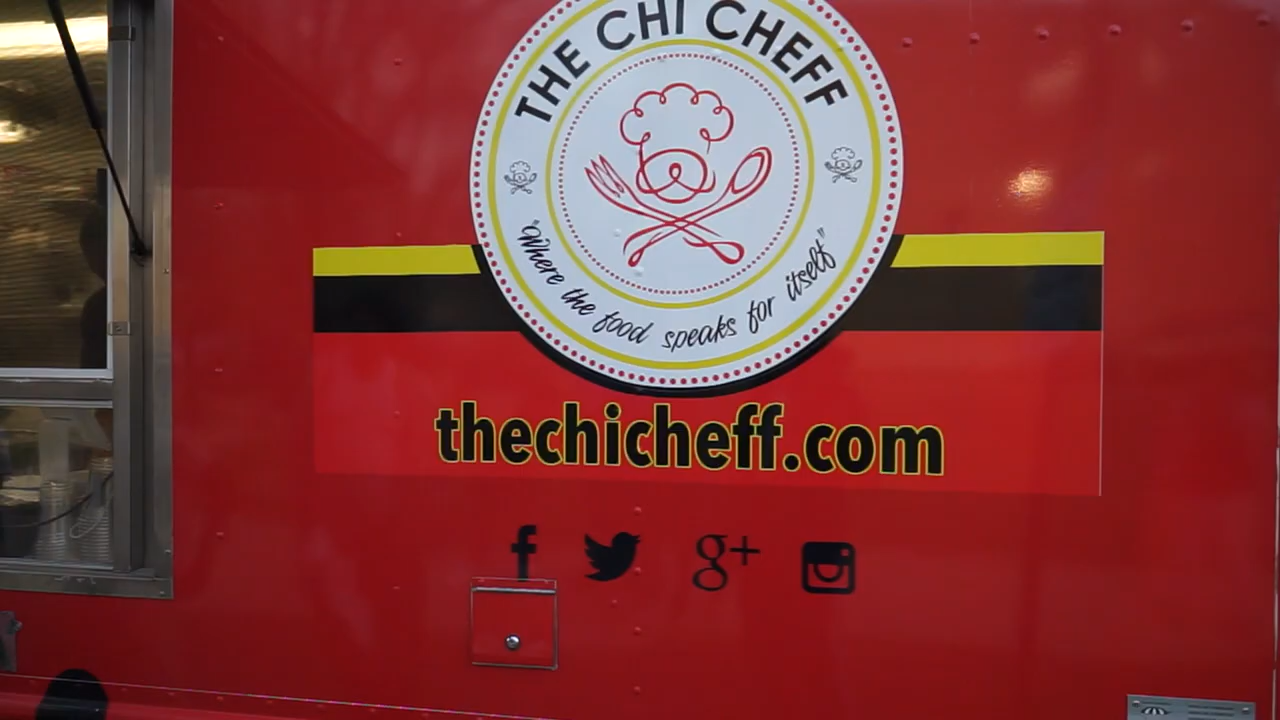 THE CHI CHEFF
"Where the food speaks for itself"
thechicheff.com
f g+